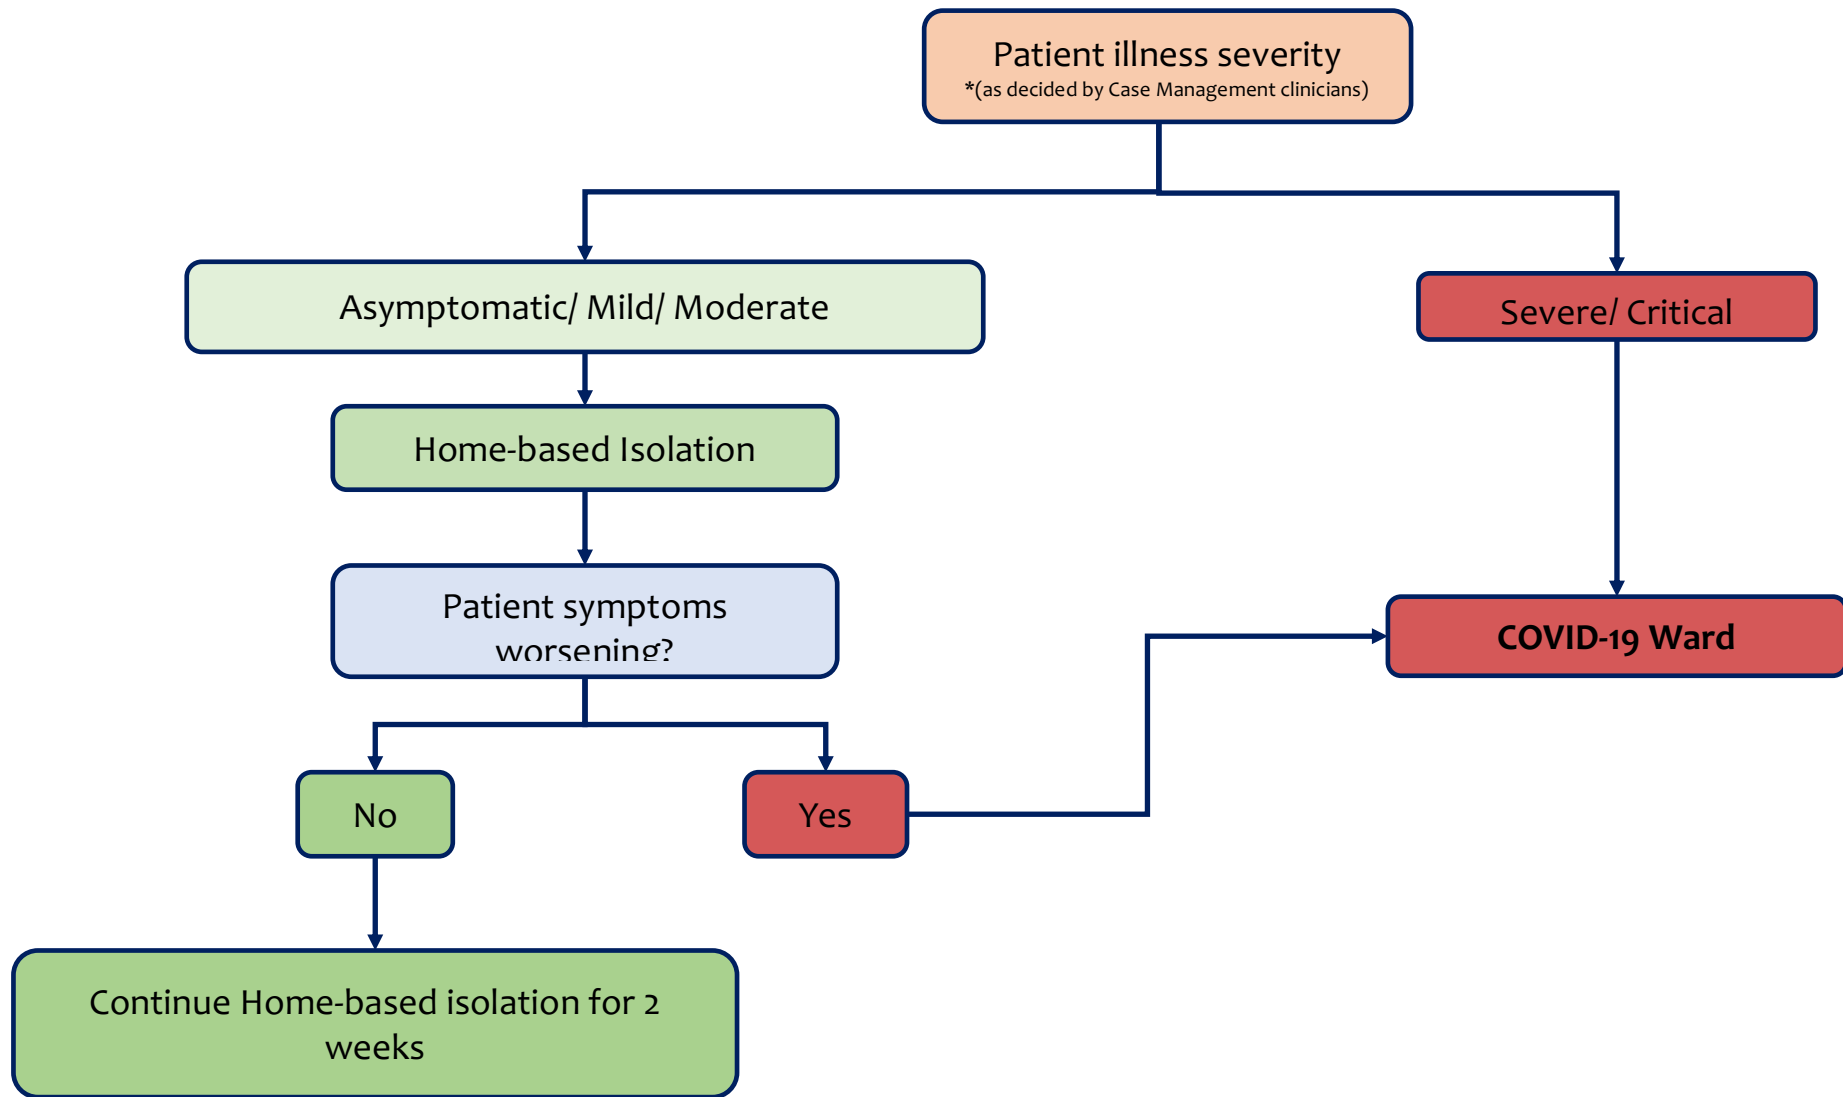 Patient illness severity
*(as decided by Case Management clinicians)
Asymptomatic/ Mild/ Moderate
Severe/ Critical
Home-based Isolation
Patient symptoms
worsening?
COVID-19 Ward
No
Yes
Continue Home-based isolation for 2
weeks